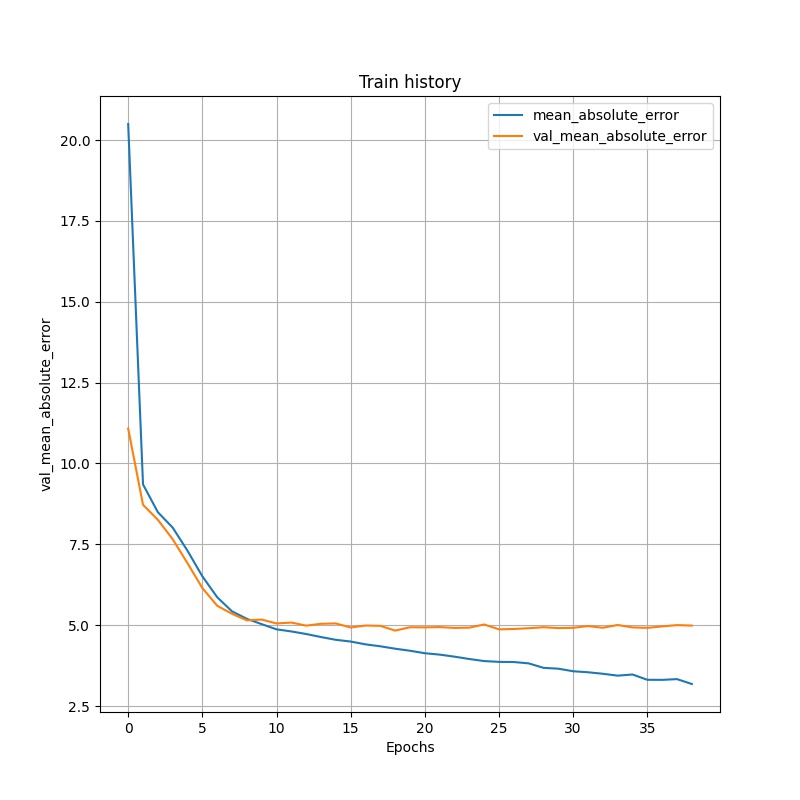 Train history
mean_absolute_error
val_mean_absolute_error
20.0
17.5
15.0
12.5
10.0
7.5
5.0
2.5
val_mean_absolute_error
0 5 10 15 20 25 30 35
Epochs